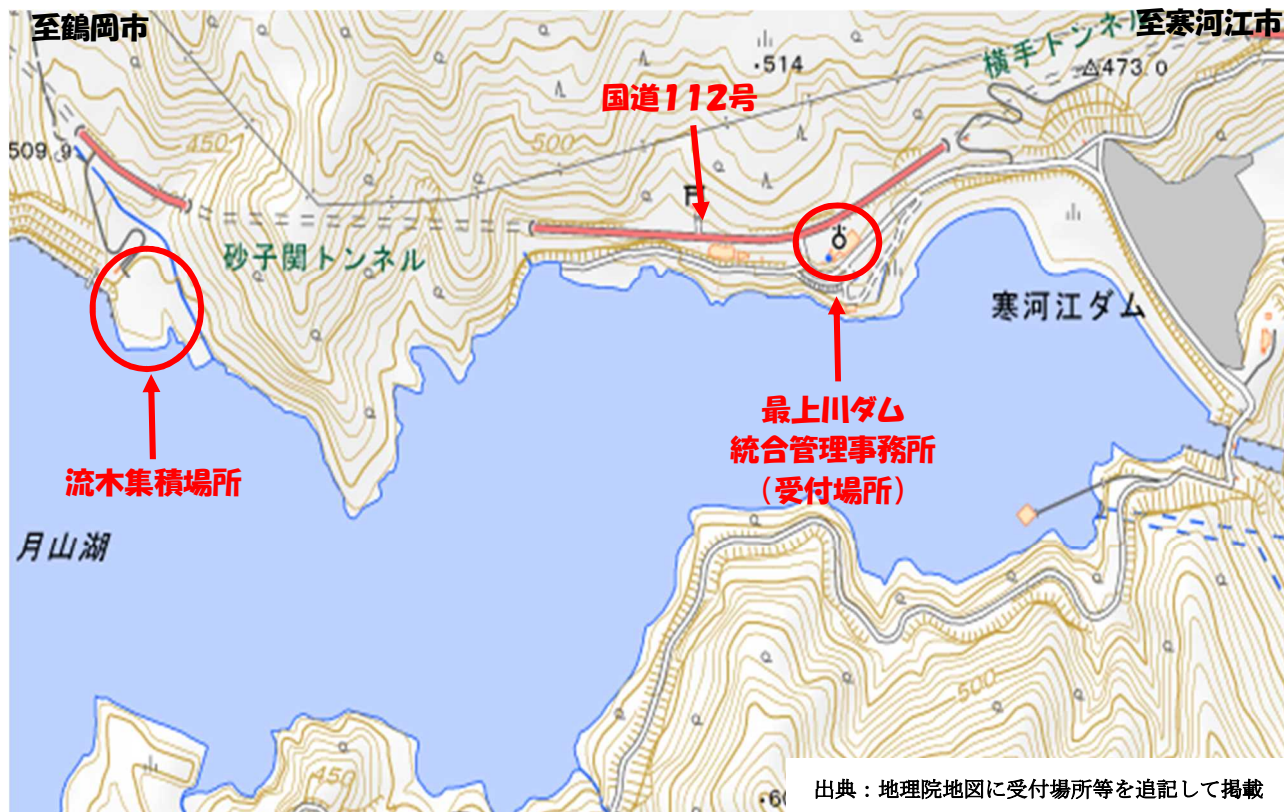 至鶴岡市
至寒河江市
横手トンネル
・514
473.0
国道112号
509.9
450
500
砂子関トンネル
寒河江ダム
最上川ダム
統合管理事務所
（受付場所）
流木集積場所
月山湖
500
450
出典：地理院地図に受付場所等を追記して掲載